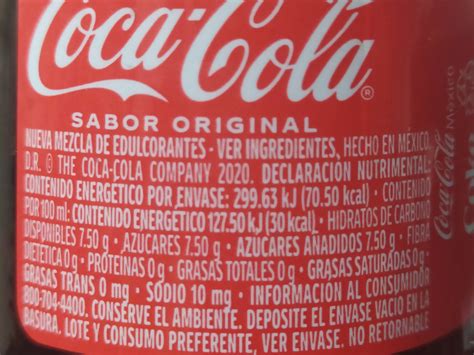 Coca-Cola®
SABOR ORIGINAL
NUEVA MEZCLA DE EDULCORANTES - VER INGREDIENTES, HECHO EN MÉXICO,
D.R. © THE COCA-COLA COMPANY 2020. DECLARACION NUTRIMENTAL:
CONTENIDO ENERGÉTICO POR ENVASE: 299.63 kJ (70.50 kcal) • CONTENIDO
POR 100 ml: CONTENIDO ENERGÉTICO 127.50 kJ (30 kcal) • HIDRATOS DE CARBONO
DISPONIBLES 7.50 g • AZÚCARES 7.50 g • AZÚCARES AÑADIDOS 7.50 g • FIBRA
DIETÉTICA 0 g • PROTEÍNAS 0 g • GRASAS TOTALES 0 g • GRASAS SATURADAS 0 g •
GRASAS TRANS 0 mg • SODIO 10 mg • INFORMACIÓN AL CONSUMIDOR
800-704-4400. CONSERVE EL AMBIENTE. DEPOSITE EL ENVASE VACÍO EN LA
BASURA. LOTE Y CONSUMO PREFERENTE, VER ENVASE. NO RETORNABLE
Coca-Cola
México